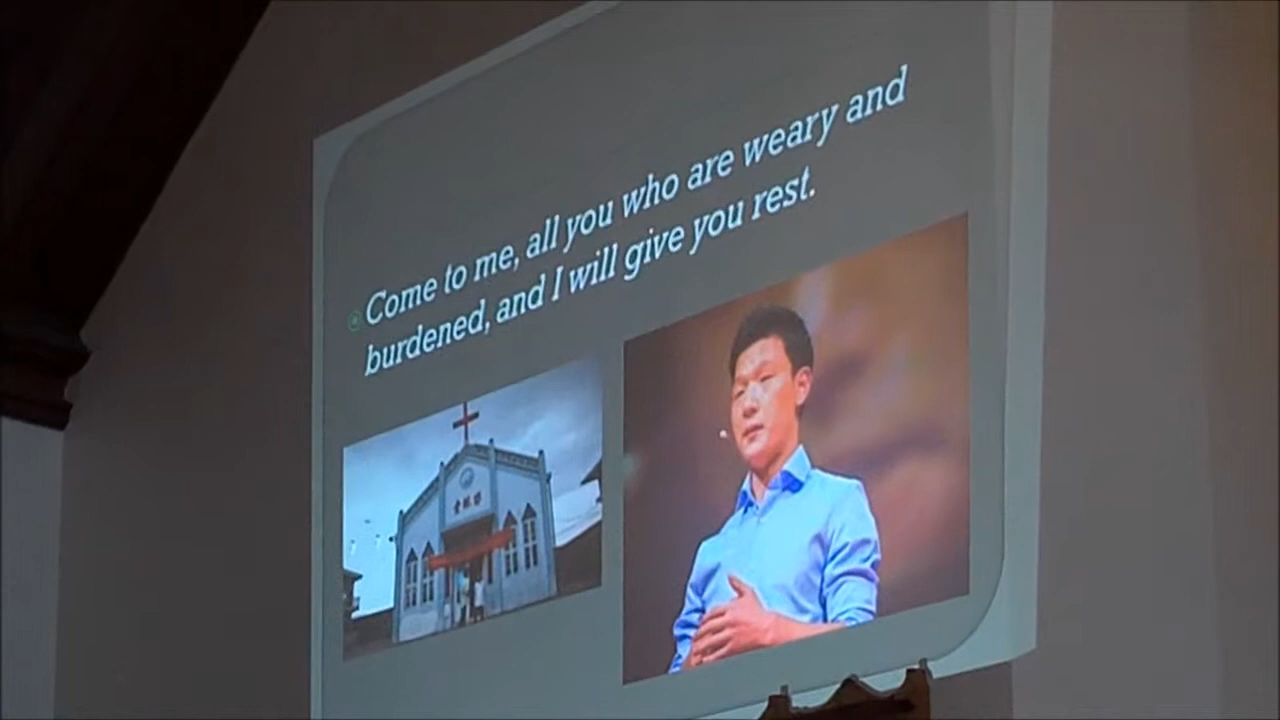 Come to me, all you who are weary and
burdened, and I will give you rest.